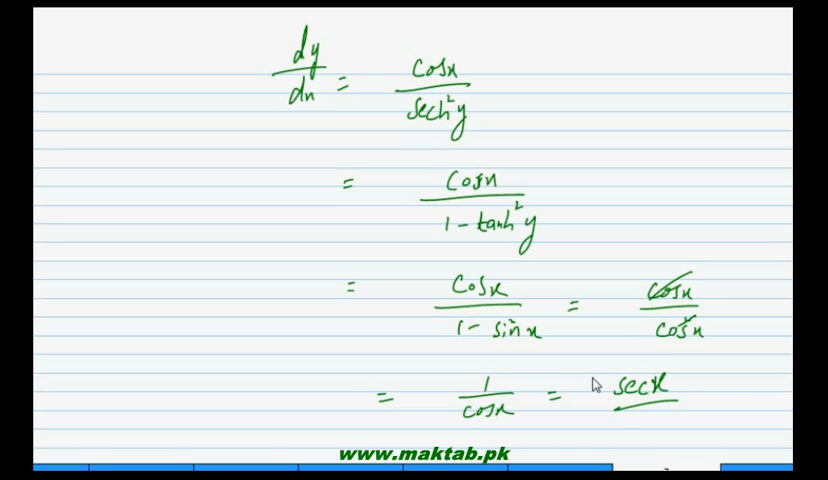 dy/dx = cosx/sech²y
= cosx/1 - tanh²y
= cosx/1 - sin²x = cosx/cos²x
= 1/cosx = secx
www.maktab.pk